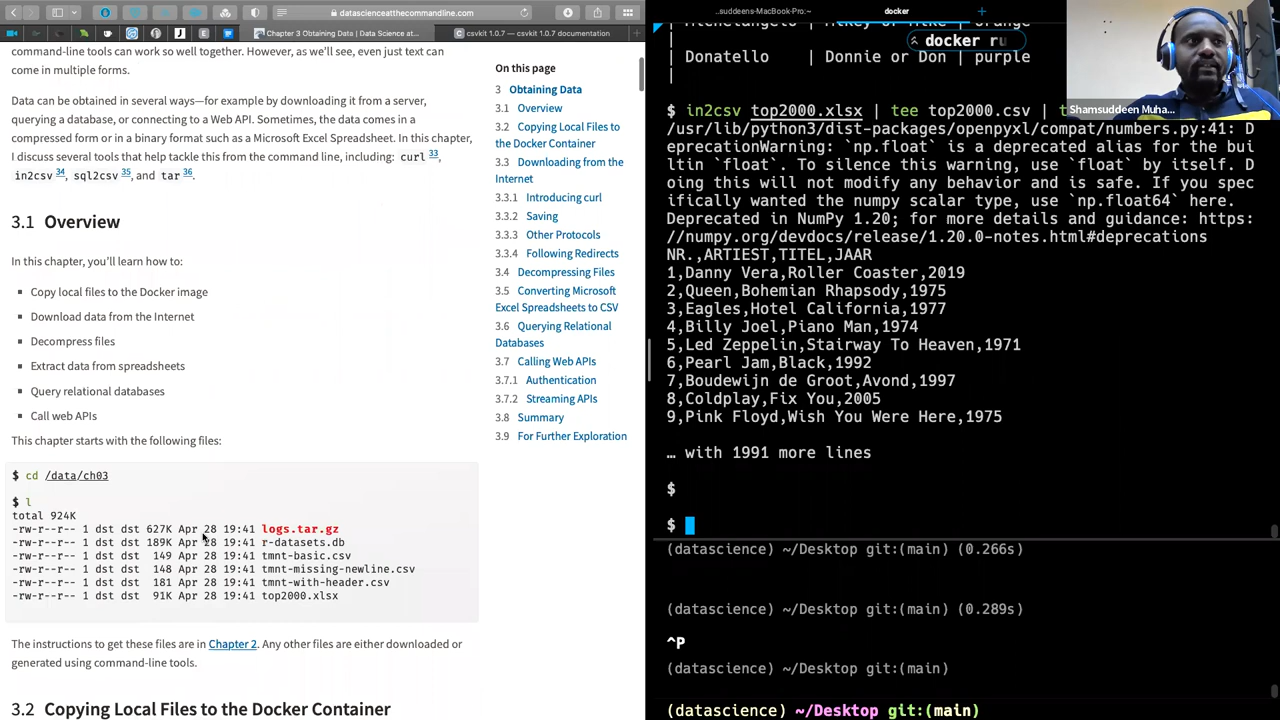 datascienceatthecommandline.com
Chapter 3 Obtaining Data | Data Science at...
csvkit 1.0.7 — csvkit 1.0.7 documentation
command-line tools can work so well together. However, as we'll see, even just text can
come in multiple forms.
Data can be obtained in several ways—for example by downloading it from a server,
querying a database, or connecting to a Web API. Sometimes, the data comes in a
compressed form or in a binary format such as a Microsoft Excel Spreadsheet. In this chapter,
I discuss several tools that help tackle this from the command line, including: curl 33,
in2csv 34, sql2csv 35, and tar 36.
3.1 Overview
In this chapter, you'll learn how to:
▪ Copy local files to the Docker image
▪ Download data from the Internet
▪ Decompress files
▪ Extract data from spreadsheets
▪ Query relational databases
▪ Call web APIs
This chapter starts with the following files:
$ cd /data/ch03
$ l
total 924K
-rw-r--r-- 1 dst dst 627K Apr 28 19:41 logs.tar.gz
-rw-r--r-- 1 dst dst 189K Apr 28 19:41 r-datasets.db
-rw-r--r-- 1 dst dst 149 Apr 28 19:41 tmnt-basic.csv
-rw-r--r-- 1 dst dst 148 Apr 28 19:41 tmnt-missing-newline.csv
-rw-r--r-- 1 dst dst 181 Apr 28 19:41 tmnt-with-header.csv
-rw-r--r-- 1 dst dst 91K Apr 28 19:41 top2000.xlsx
The instructions to get these files are in Chapter 2. Any other files are either downloaded or
generated using command-line tools.
3.2 Copying Local Files to the Docker Container
On this page
3 Obtaining Data
3.1 Overview
3.2 Copying Local Files to
the Docker Container
3.3 Downloading from the
Internet
3.3.1 Introducing curl
3.3.2 Saving
3.3.3 Other Protocols
3.3.4 Following Redirects
3.4 Decompressing Files
3.5 Converting Microsoft
Excel Spreadsheets to CSV
3.6 Querying Relational
Databases
3.7 Calling Web APIs
3.7.1 Authentication
3.7.2 Streaming APIs
3.8 Summary
3.9 For Further Exploration
...suddeens-MacBook-Pro:~
docker
docker ru
|
| Donatello | Donnie or Don | purple
|
$ in2csv top2000.xlsx | tee top2000.csv | t
/usr/lib/python3/dist-packages/openpyxl/compat/numbers.py:41: D
eprecationWarning: `np.float` is a deprecated alias for the bui
ltin `float`. To silence this warning, use `float` by itself. D
oing this will not modify any behavior and is safe. If you spec
ifically wanted the numpy scalar type, use `np.float64` here.
Deprecated in NumPy 1.20; for more details and guidance: https:
//numpy.org/devdocs/release/1.20.0-notes.html#deprecations
NR.,ARTIEST,TITEL,JAAR
1,Danny Vera,Roller Coaster,2019
2,Queen,Bohemian Rhapsody,1975
3,Eagles,Hotel California,1977
4,Billy Joel,Piano Man,1974
5,Led Zeppelin,Stairway To Heaven,1971
6,Pearl Jam,Black,1992
7,Boudewijn de Groot,Avond,1997
8,Coldplay,Fix You,2005
9,Pink Floyd,Wish You Were Here,1975
… with 1991 more lines
$
$
(datascience) ~/Desktop git:(main) (0.266s)
(datascience) ~/Desktop git:(main) (0.289s)
^P
(datascience) ~/Desktop git:(main)
(datascience) ~/Desktop git:(main)
Shamsuddeen Muha...